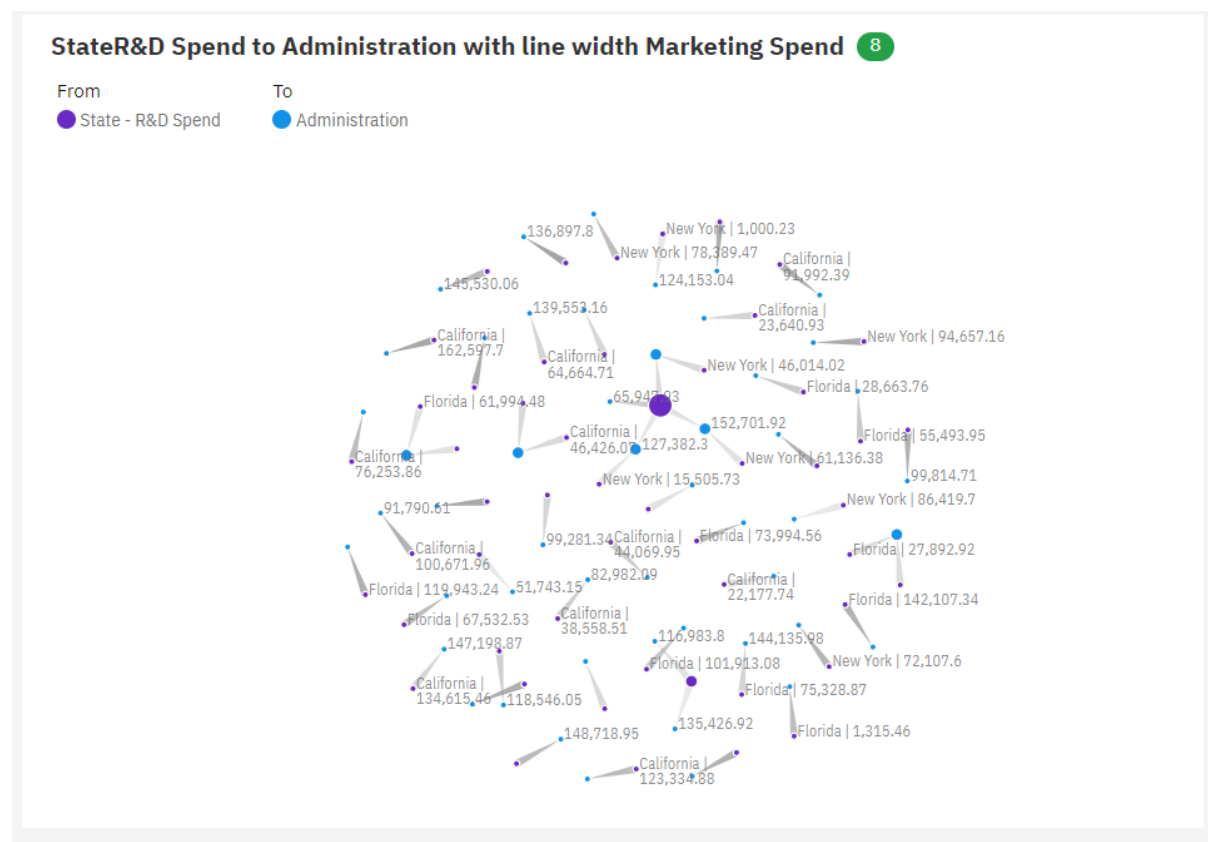 StateR&D Spend to Administration with line width Marketing Spend 8
From To
State - R&D Spend Administration
136,897.8
New York | 1,000.23
New York | 78,389.47
California |
91,992.39
145,530.06
124,153.04
139,553.16
California |
23,640.93
California |
162,597.7
New York | 94,657.16
California |
64,664.71
New York | 46,014.02
Florida | 28,663.76
65,947.93
Florida | 61,994.48
152,701.92
California |
46,426.07
127,382.3
Florida | 55,493.95
California |
76,253.86
New York | 61,136.38
99,814.71
New York | 15,505.73
New York | 86,419.7
91,790.61
Florida | 73,994.56
99,281.34
California |
44,069.95
California |
100,671.96
Florida | 27,892.92
82,982.09
51,743.15
California |
22,177.74
Florida | 119,943.24
Florida | 142,107.34
Florida | 67,532.53
California |
38,558.51
147,198.87
116,983.8
144,135.98
Florida | 101,913.08
New York | 72,107.6
California |
134,615.46
118,546.05
Florida | 75,328.87
135,426.92
148,718.95
Florida | 1,315.46
California |
123,334.88